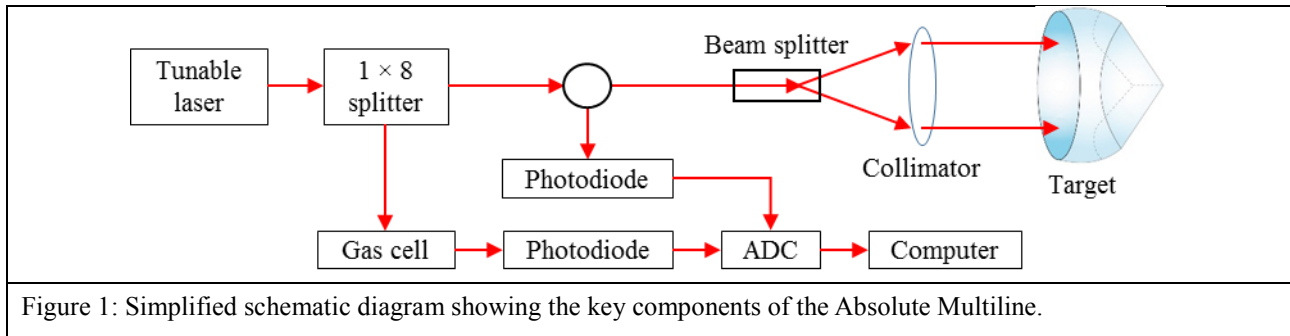 Beam splitter
Tunable
laser
1 × 8
splitter
Photodiode
Collimator
Target
Gas cell
Photodiode
ADC
Computer
Figure 1: Simplified schematic diagram showing the key components of the Absolute Multiline.